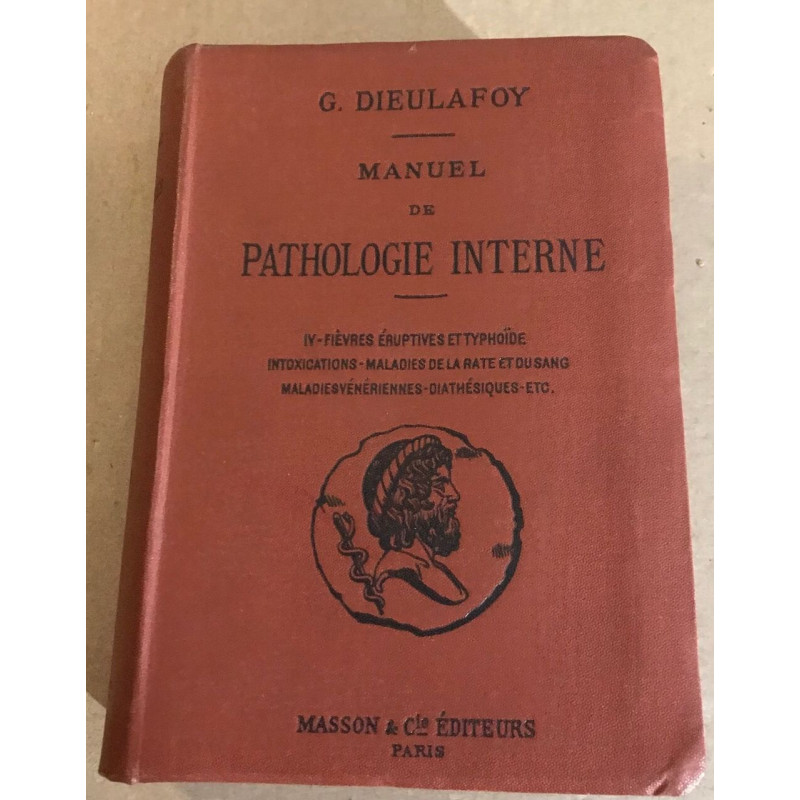 G. DIEULAFOY
MANUEL
DE
PATHOLOGIE INTERNE
IV-FIÈVRES ÉRUPTIVES ET TYPHOÏDE
INTOXICATIONS-MALADIES DE LA RATE ET DU SANG
MALADIES VÉNÉRIENNES-DIATHÉSIQUES-ETC.
MASSON & Cie ÉDITEURS
PARIS